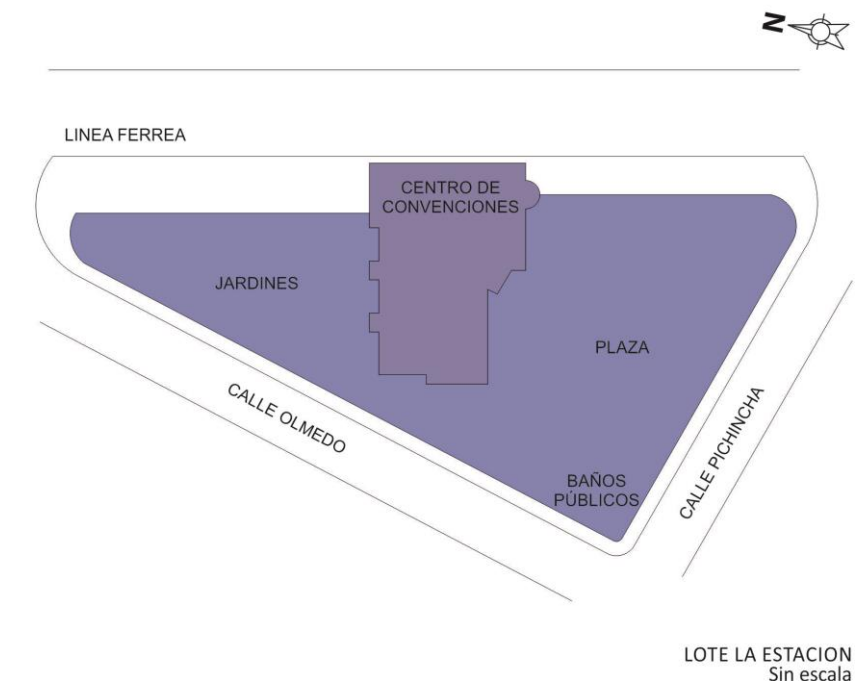 N
LINEA FERREA
CENTRO DE
CONVENCIONES
JARDINES
PLAZA
CALLE OLMEDO
CALLE PICHINCHA
BAÑOS
PÚBLICOS
LOTE LA ESTACION
Sin escala